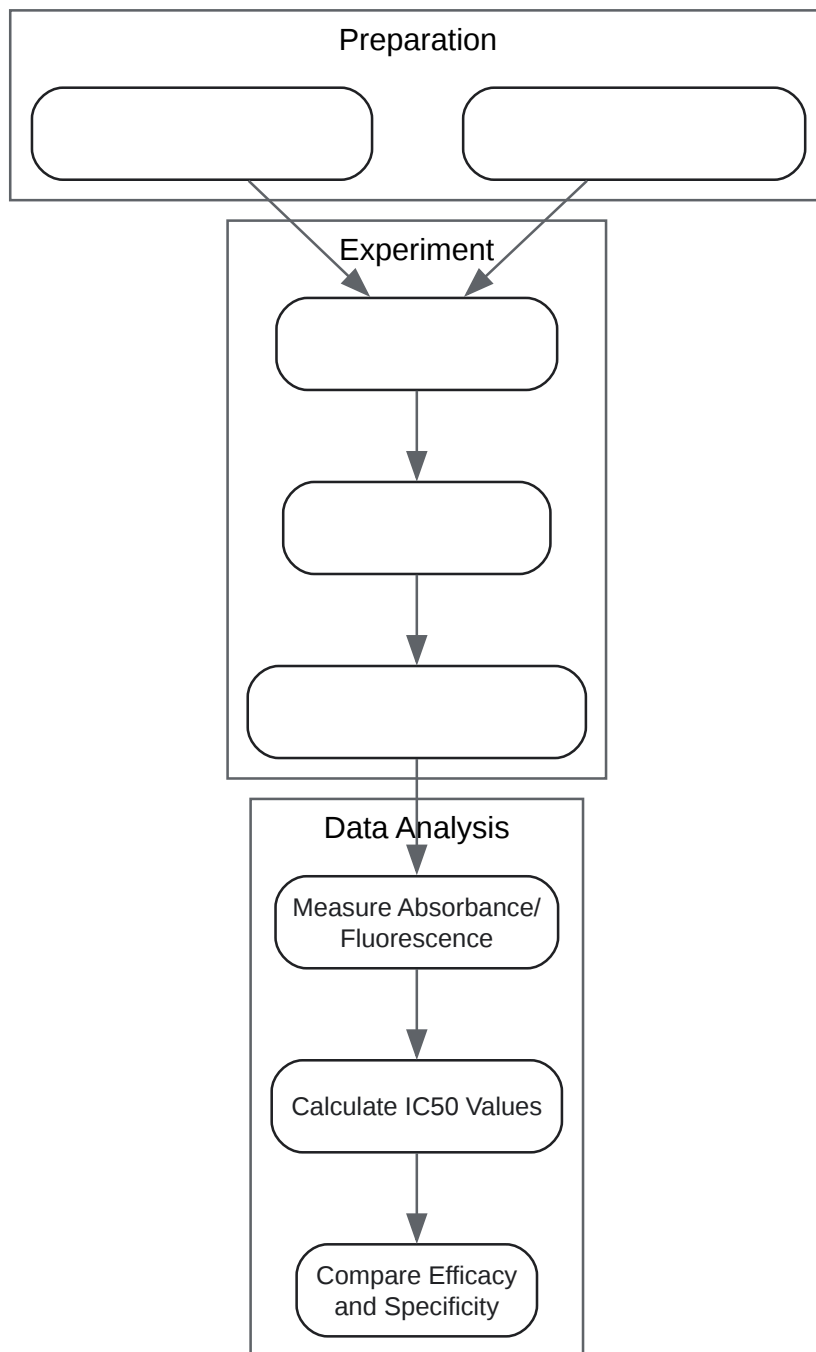 Preparation
Experiment
Data Analysis
Measure Absorbance/
Fluorescence
Calculate IC50 Values
Compare Efficacy
and Specificity